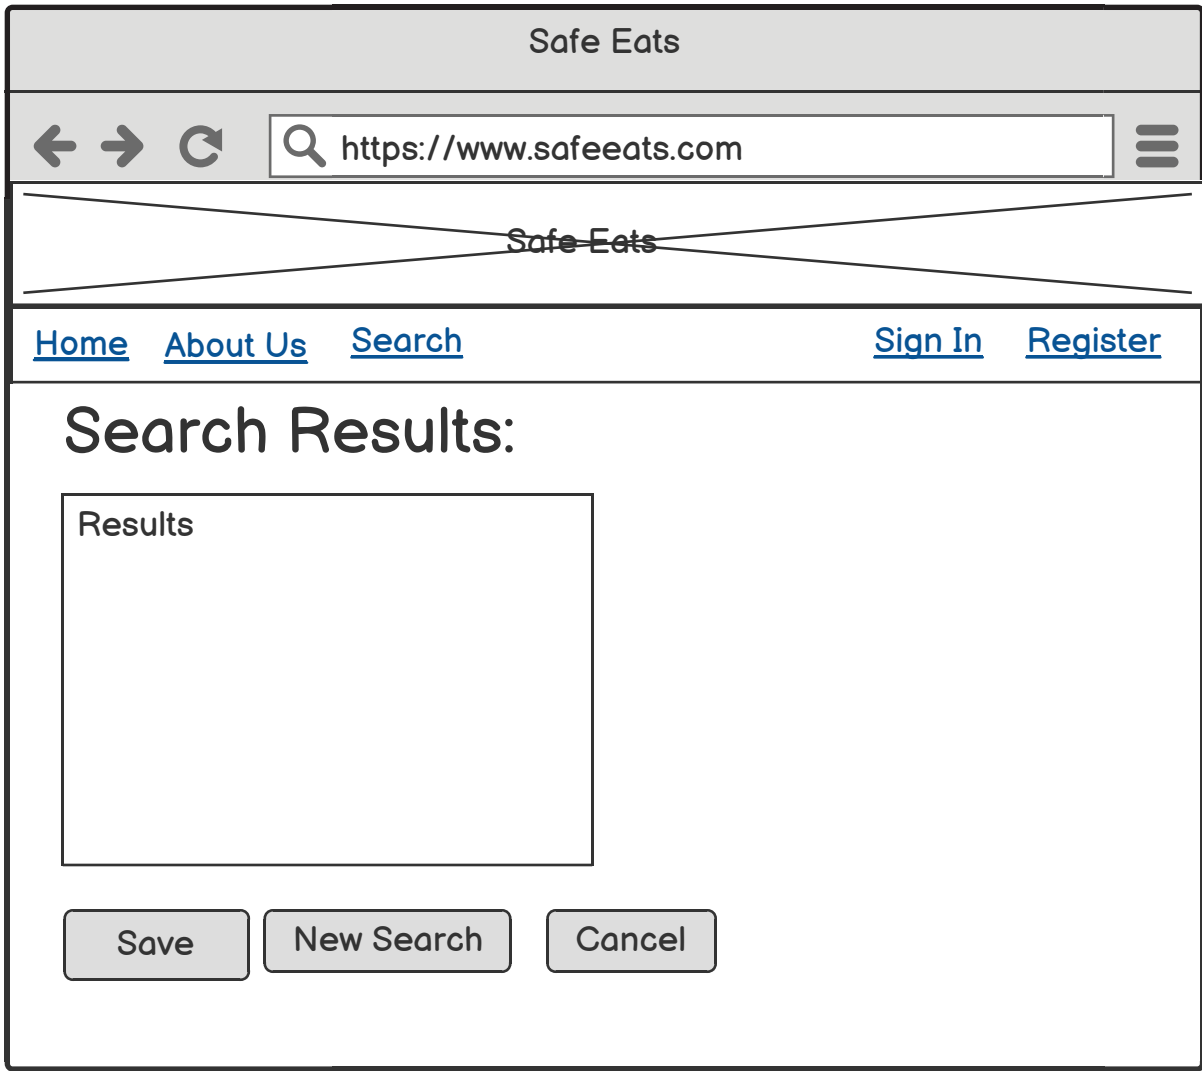 Safe Eats
https://www.safeeats.com
Safe Eats
Home About Us Search Sign In Register
Search Results:
Results
Save New Search Cancel